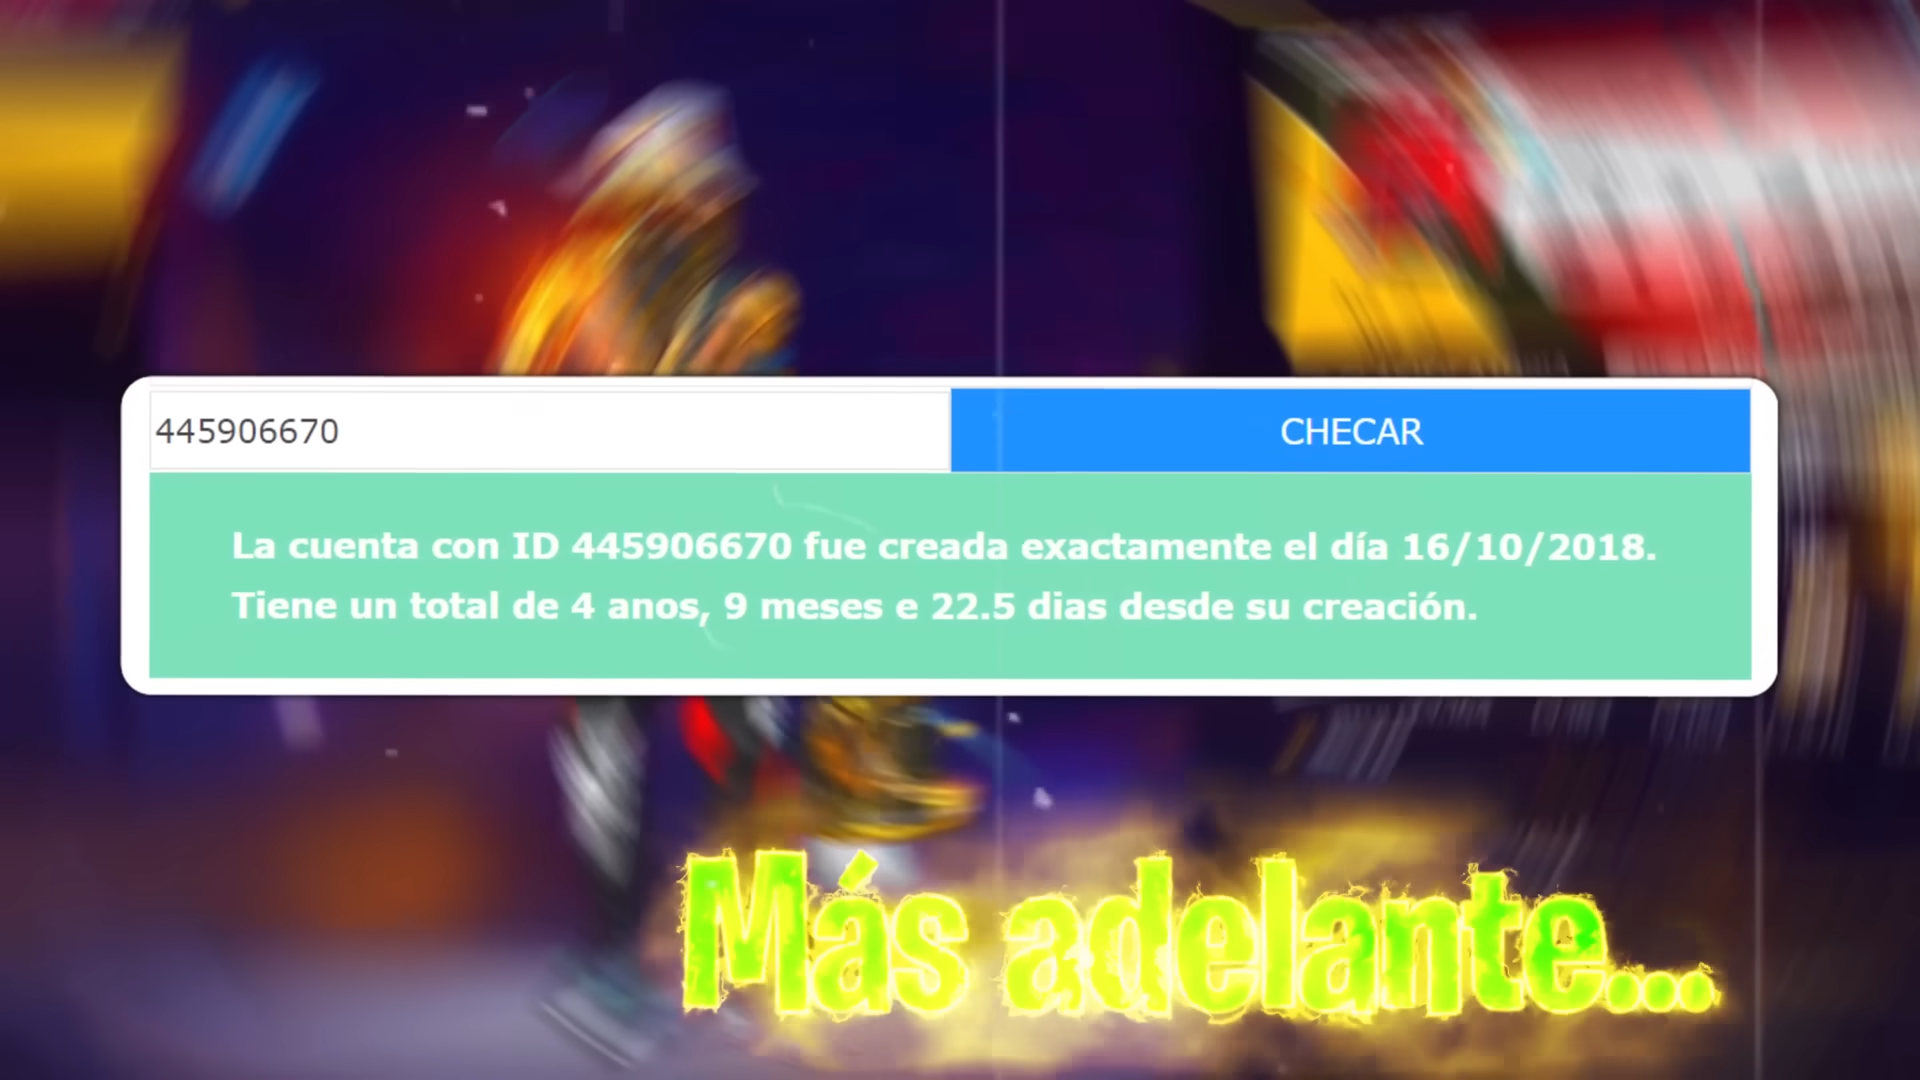 445906670
CHECAR
La cuenta con ID 445906670 fue creada exactamente el día 16/10/2018.
Tiene un total de 4 anos, 9 meses e 22.5 dias desde su creación.
Más adelante...